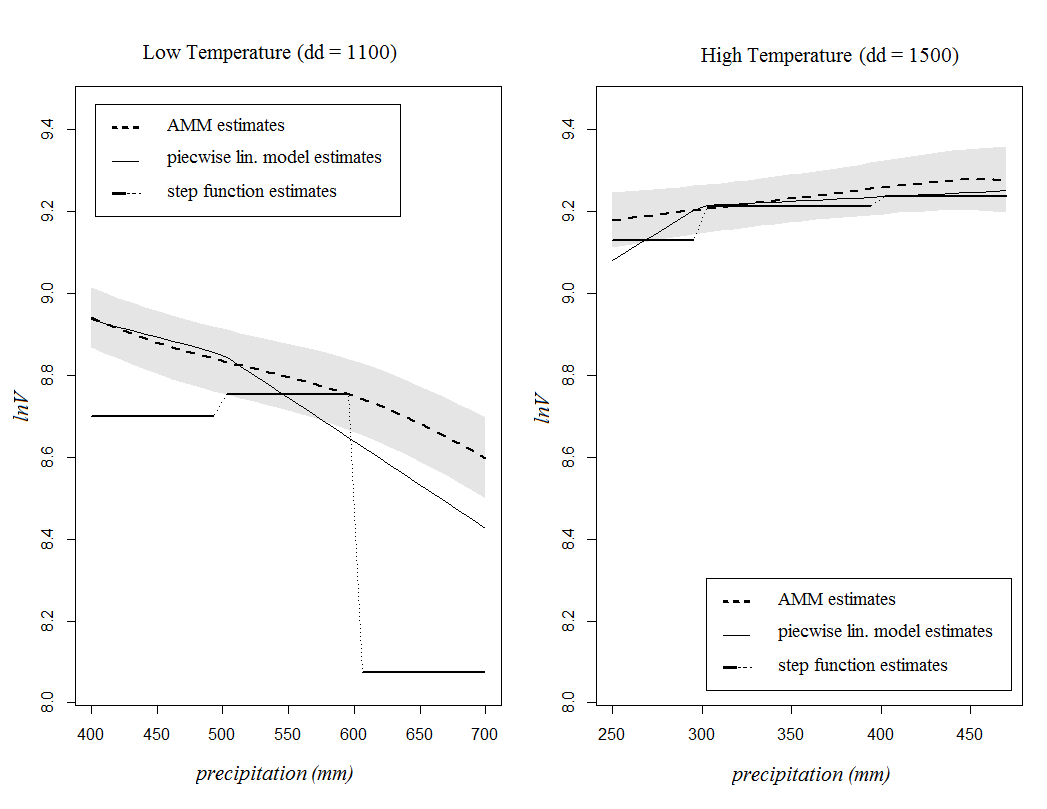 Low Temperature (dd = 1100)
AMM estimates
piecwise lin. model estimates
step function estimates
lnV
9.4
9.2
9.0
8.8
8.6
8.4
8.2
8.0
400 450 500 550 600 650 700
precipitation (mm)
High Temperature (dd = 1500)
lnV
9.4
9.2
9.0
8.8
8.6
8.4
8.2
8.0
AMM estimates
piecwise lin. model estimates
step function estimates
250 300 350 400 450
precipitation (mm)